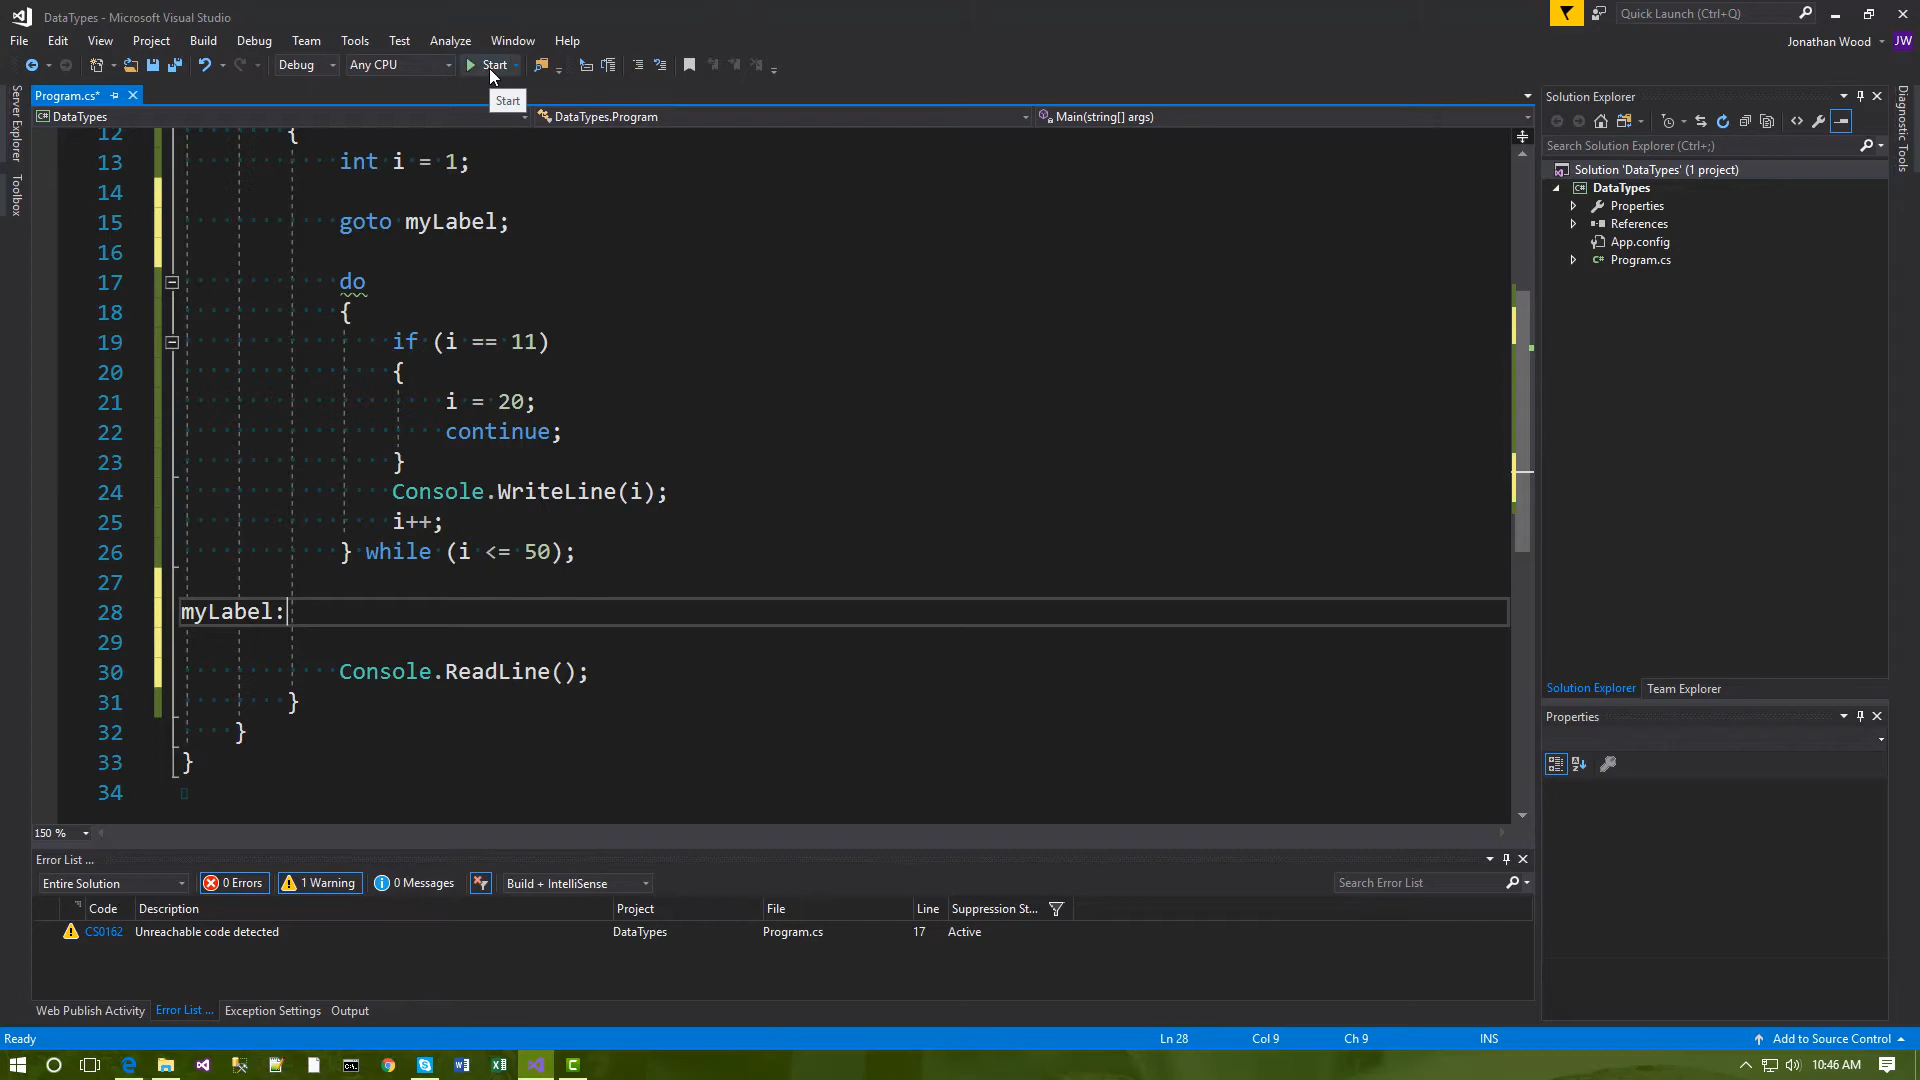 DataTypes - Microsoft Visual Studio
Quick Launch (Ctrl+Q)
File Edit View Project Build Debug Team Tools Test Analyze Window Help
Jonathan Wood JW
Debug Any CPU Start
Start
Program.cs*
DataTypes DataTypes.Program Main(string[] args)
Server Explorer
Toolbox
12 {
13 int i = 1;
14
15 goto myLabel;
16
17 do
18 {
19 if (i == 11)
20 {
21 i = 20;
22 continue;
23 }
24 Console.WriteLine(i);
25 i++;
26 } while (i <= 50);
27
28 myLabel:
29
30 Console.ReadLine();
31 }
32 }
33 }
34
150 %
Solution Explorer
Search Solution Explorer (Ctrl+;)
Solution 'DataTypes' (1 project)
DataTypes
Properties
References
App.config
Program.cs
Solution Explorer Team Explorer
Properties
Diagnostic Tools
Error List ...
Entire Solution 0 Errors 1 Warning 0 Messages Build + IntelliSense Search Error List
Code Description Project File Line Suppression St...
CS0162 Unreachable code detected DataTypes Program.cs 17 Active
Web Publish Activity Error List ... Exception Settings Output
Ready Ln 28 Col 9 Ch 9 INS Add to Source Control
10:46 AM